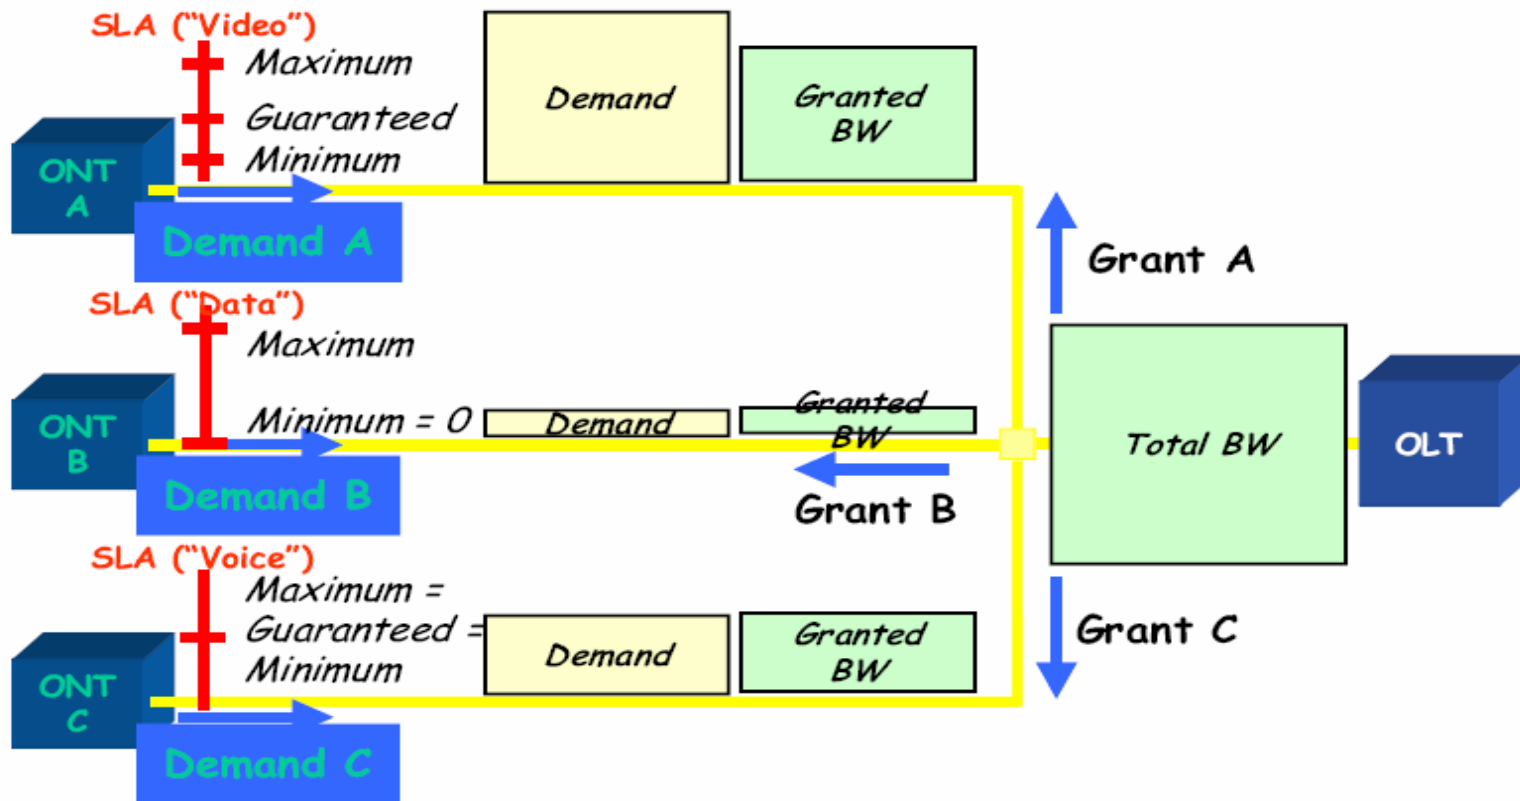 SLA (“Video”)
Maximum
Guaranteed
Minimum
ONT
A
Demand A
Demand
Granted
BW
Grant A
SLA (“Data”)
Maximum
Minimum = 0
ONT
B
Demand B
Demand
Granted
BW
Grant B
Total BW
OLT
SLA (“Voice”)
Maximum =
Guaranteed =
Minimum
ONT
C
Demand C
Demand
Granted
BW
Grant C